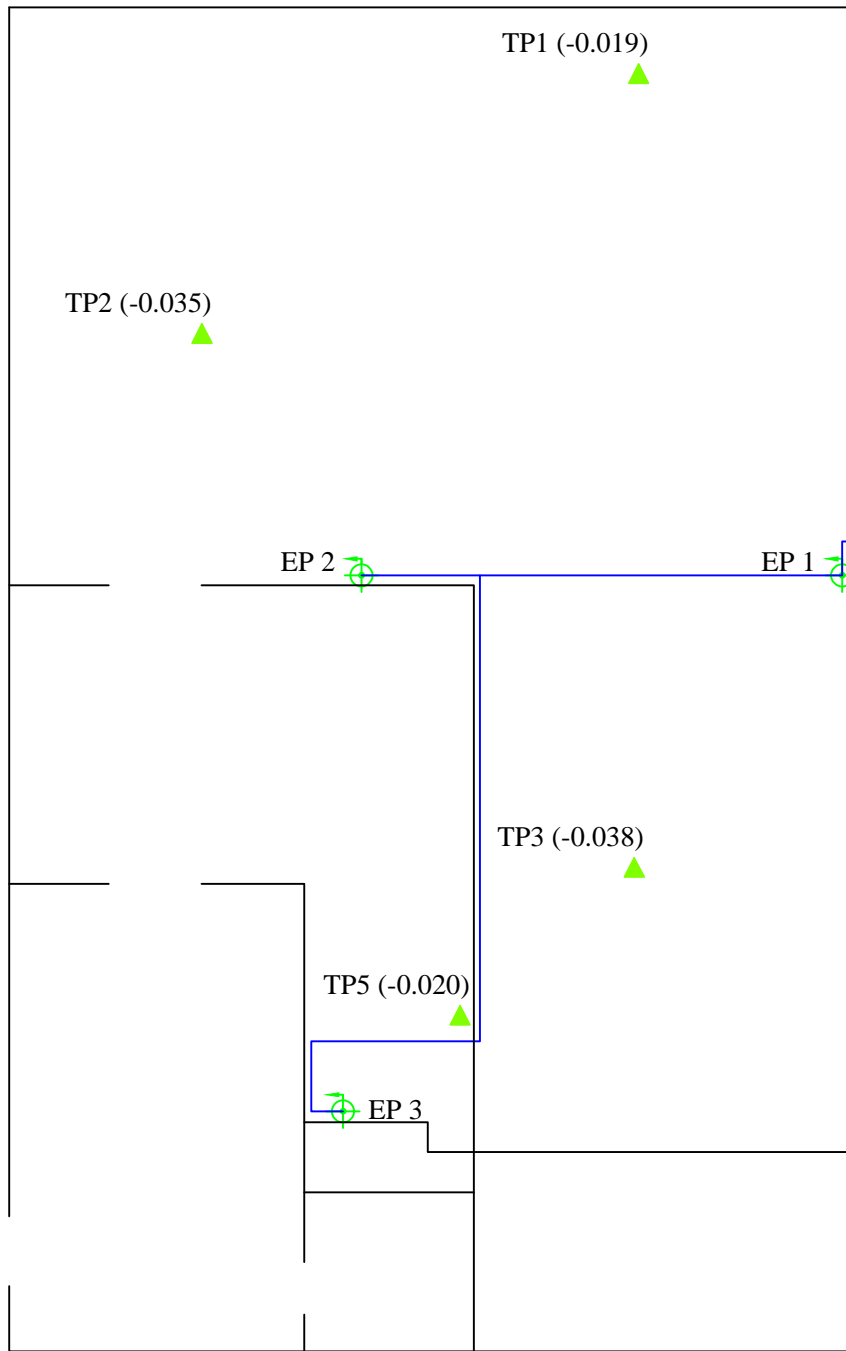 TP1 (-0.019)
TP2 (-0.035)
EP 2
EP 1
TP3 (-0.038)
TP5 (-0.020)
EP 3